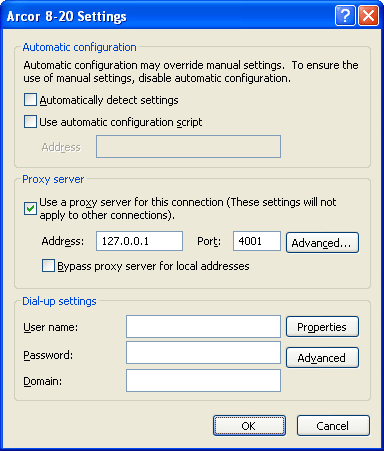 Arcor 8-20 Settings
Automatic configuration
Automatic configuration may override manual settings.  To ensure the
use of manual settings, disable automatic configuration.
Automatically detect settings
Use automatic configuration script
Address
Proxy server
Use a proxy server for this connection (These settings will not
apply to other connections).
Address: 127.0.0.1 Port: 4001 Advanced...
Bypass proxy server for local addresses
Dial-up settings
User name: Properties
Password: Advanced
Domain:
OK Cancel